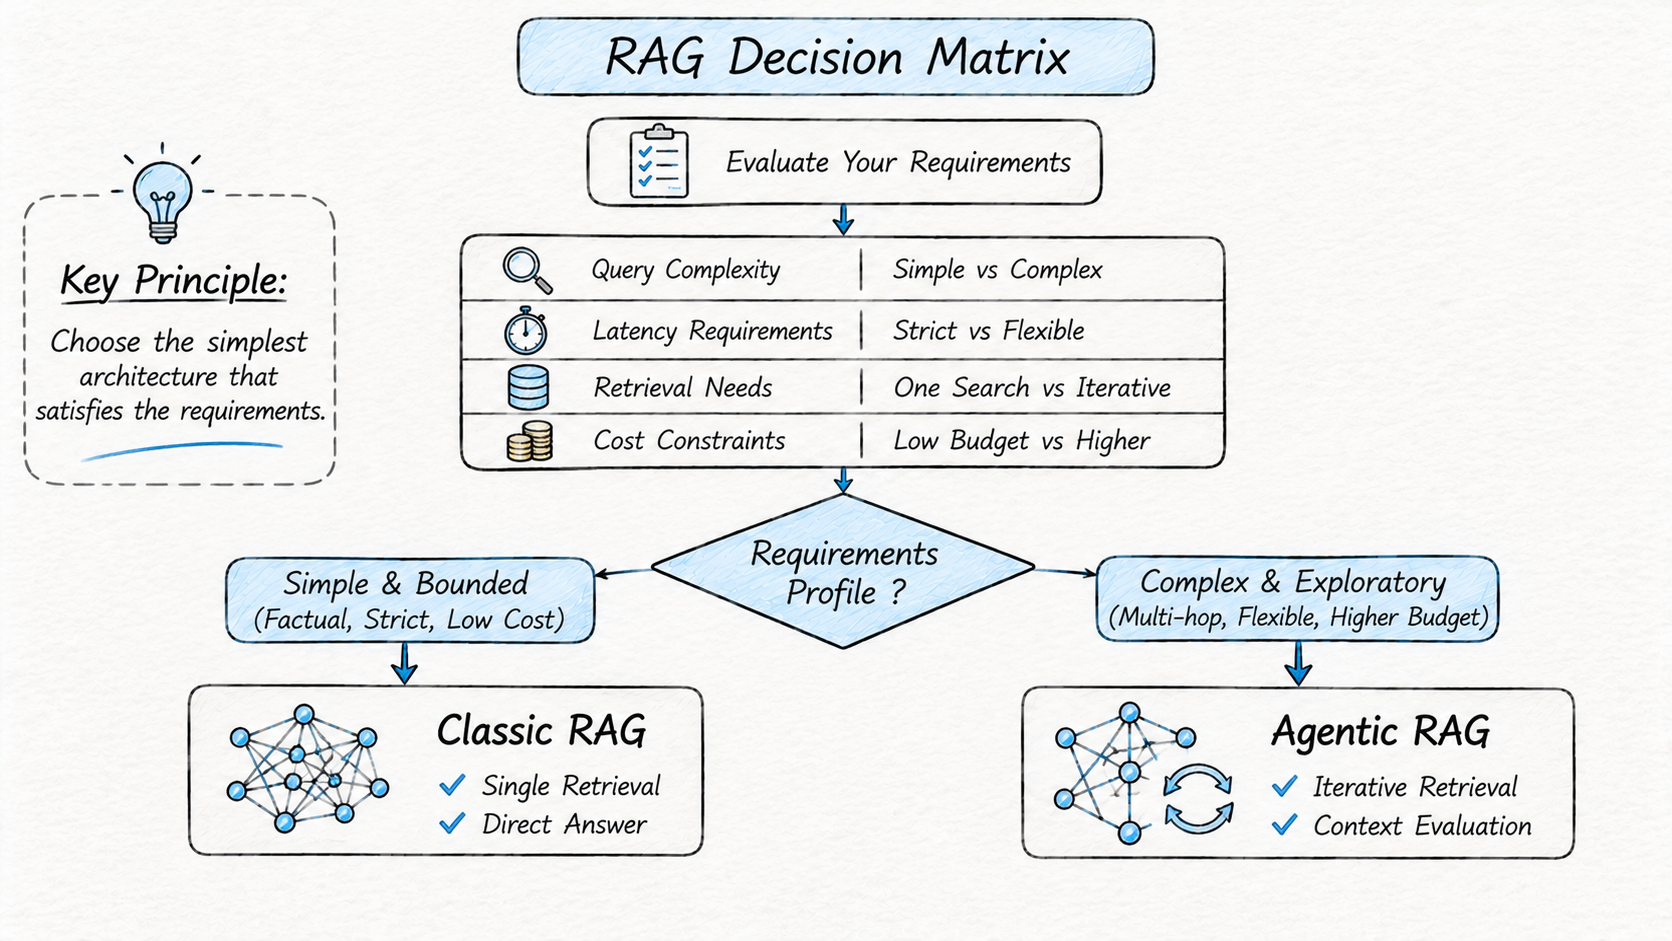 RAG Decision Matrix
Evaluate Your Requirements
Key Principle:
Choose the simplest
architecture that
satisfies the requirements.
Query Complexity | Simple vs Complex
Latency Requirements | Strict vs Flexible
Retrieval Needs | One Search vs Iterative
Cost Constraints | Low Budget vs Higher
Requirements
Profile ?
Simple & Bounded
(Factual, Strict, Low Cost)
Complex & Exploratory
(Multi-hop, Flexible, Higher Budget)
Classic RAG
Single Retrieval
Direct Answer
Agentic RAG
Iterative Retrieval
Context Evaluation